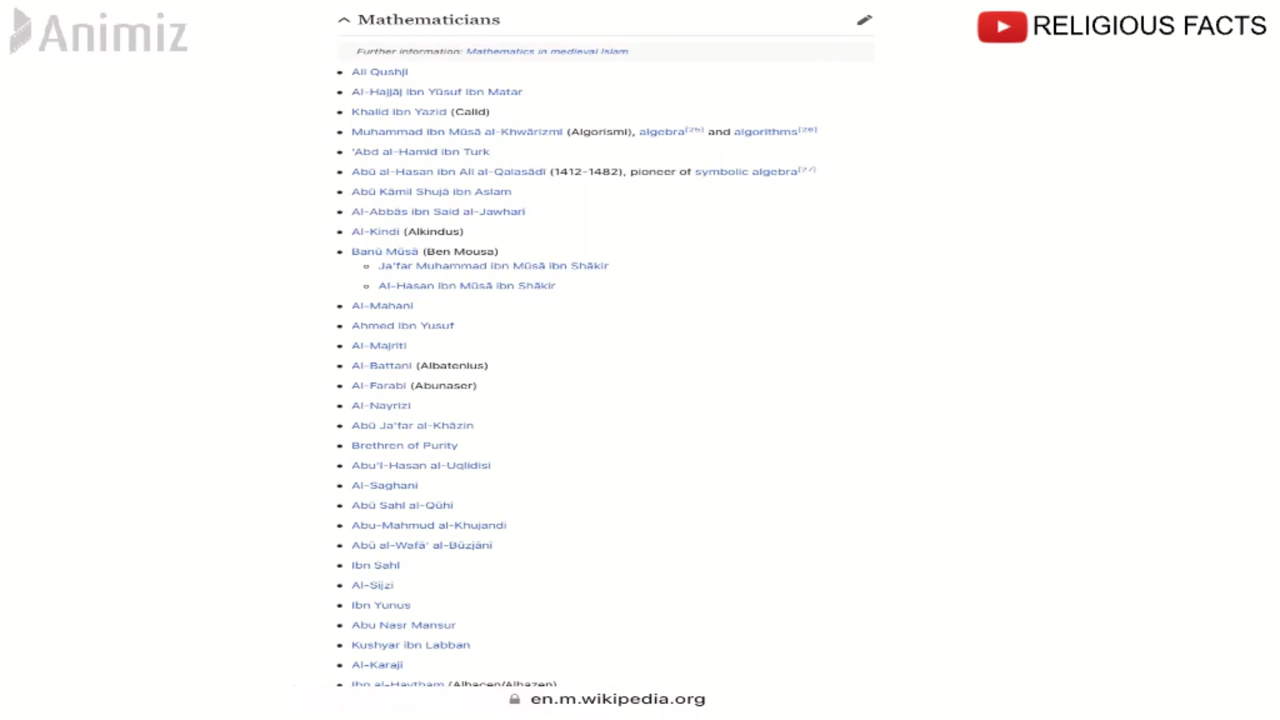 Animiz
Mathematicians
RELIGIOUS FACTS
Further information: Mathematics in medieval Islam
Ali Qushji
Al-Hajjāj ibn Yūsuf ibn Matar
Khalid ibn Yazid (Calid)
Muhammad ibn Mūsā al-Khwārizmī (Algorismi), algebra[25] and algorithms[26]
'Abd al-Hamīd ibn Turk
Abū al-Hasan ibn Alī al-Qalasādī (1412-1482), pioneer of symbolic algebra[27]
Abū Kāmil Shujā ibn Aslam
Al-Abbās ibn Said al-Jawharī
Al-Kindi (Alkindus)
Banū Mūsā (Ben Mousa)
Ja'far Muhammad ibn Mūsā ibn Shākir
Al-Hasan ibn Mūsā ibn Shākir
Al-Mahani
Ahmed ibn Yusuf
Al-Majriti
Al-Battani (Albatenius)
Al-Farabi (Abunaser)
Al-Nayrizi
Abū Ja'far al-Khāzin
Brethren of Purity
Abu'l-Hasan al-Uqlidisi
Al-Saghani
Abū Sahl al-Qūhī
Abu-Mahmud al-Khujandi
Abū al-Wafā' al-Būzjānī
Ibn Sahl
Al-Sijzi
Ibn Yunus
Abu Nasr Mansur
Kushyar ibn Labban
Al-Karaji
Ibn al-Haytham (Alhacen/Alhazen)
en.m.wikipedia.org